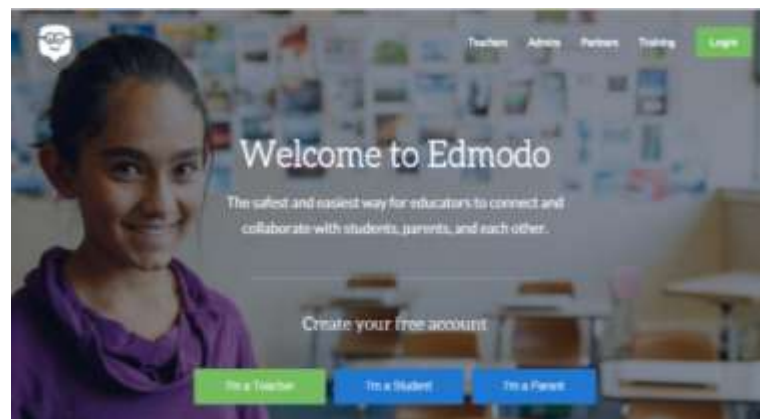 Teachers Admins Partners Training Login
Welcome to Edmodo
The safest and easiest way for educators to connect and
collaborate with students, parents, and each other.
Create your free account
I'm a Teacher I'm a Student I'm a Parent